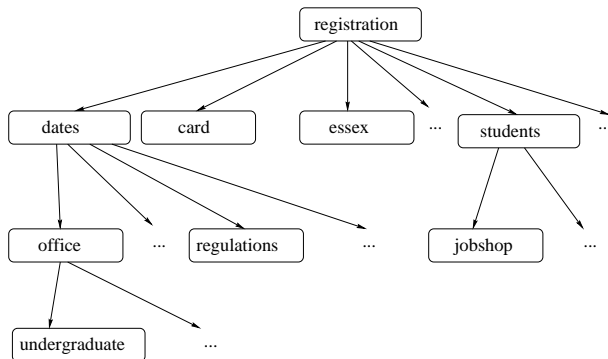 registration
dates card essex ... students ...
office ... regulations ... jobshop ...
undergraduate ...